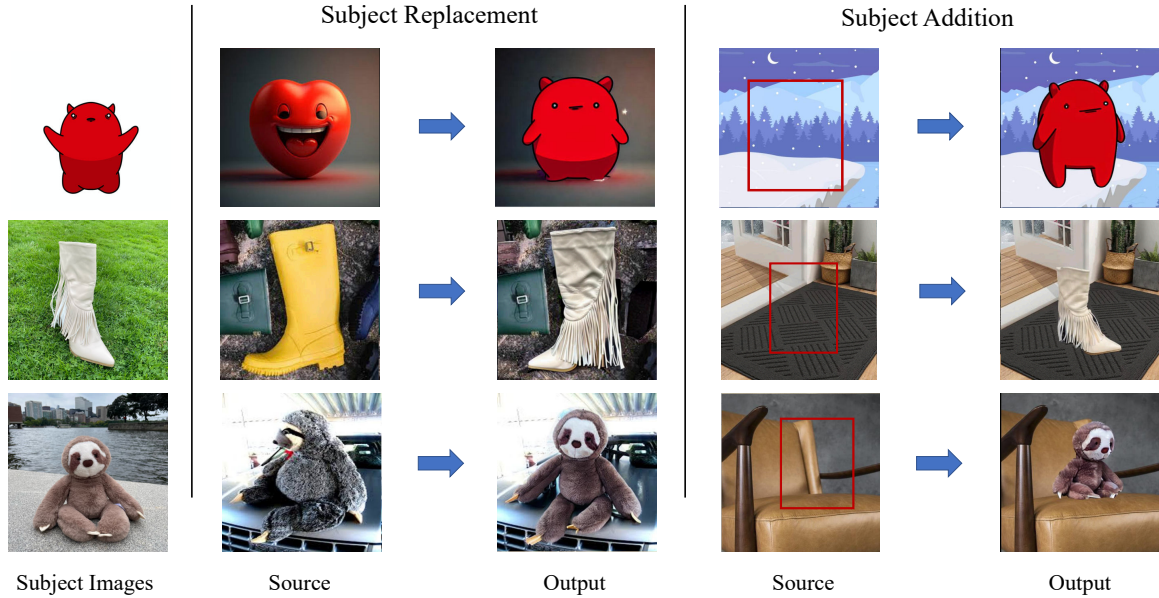 Subject Replacement
Subject Addition
Subject Images
Source
Output
Source
Output